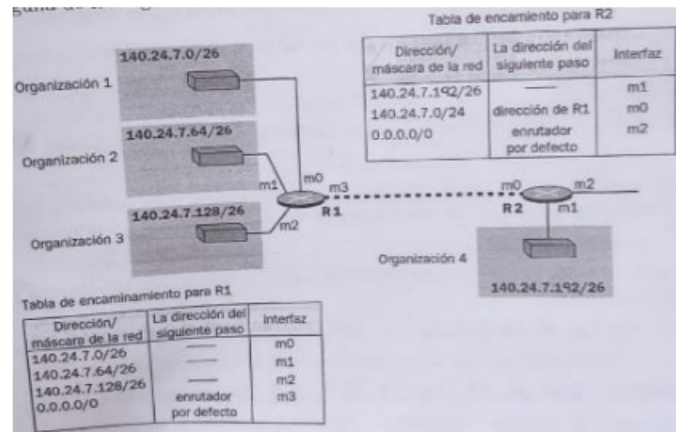 Tabla de encamiento para R2
Dirección/ máscara de la red
La dirección del siguiente paso
Interfaz
140.24.7.192/26 —— m1
140.24.7.0/24 dirección de R1 m0
0.0.0.0/0 enrutador por defecto m2
140.24.7.0/26
Organización 1
140.24.7.64/26
Organización 2
m1
m0
m3
R1
m2
140.24.7.128/26
Organización 3
m0
R2
m2
m1
Organización 4
140.24.7.192/26
Tabla de encaminamiento para R1
Dirección/ máscara de la red
La dirección del siguiente paso
Interfaz
140.24.7.0/26 —— m0
140.24.7.64/26 —— m1
140.24.7.128/26 —— m2
0.0.0.0/0 enrutador por defecto m3